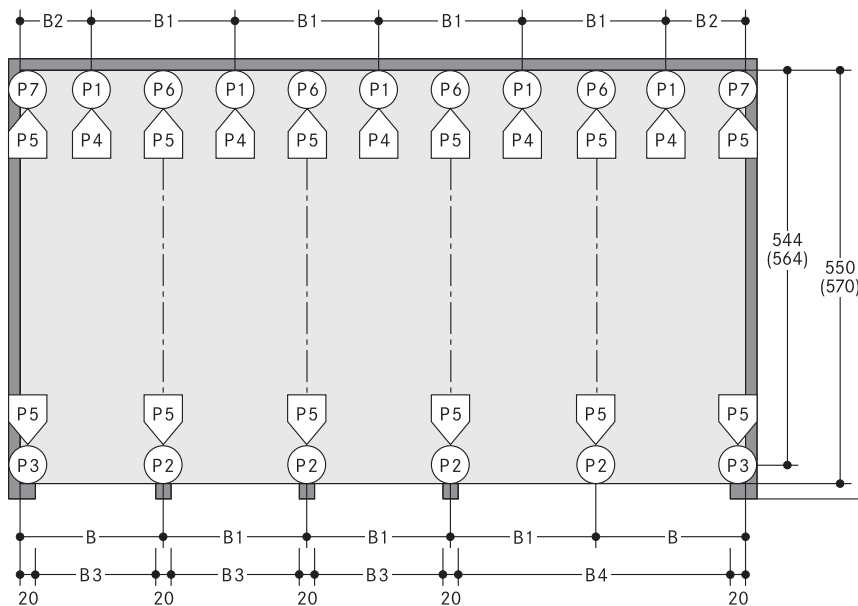 B2 B1 B1 B1 B1 B2
P7 P1 P6 P1 P6 P1 P6 P1 P6 P1 P7
P5 P4 P5 P4 P5 P4 P5 P4 P5 P4 P5
544
(564)
550
(570)
P5 P5 P5 P5 P5 P5
P3 P2 P2 P2 P2 P3
B B1 B1 B1 B
B3 B3 B3 B4
20 20 20 20 20